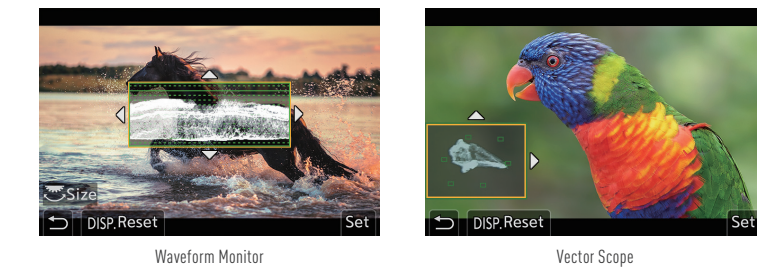 Size
DISP.Reset
Set
Waveform Monitor
DISP.Reset
Set
Vector Scope